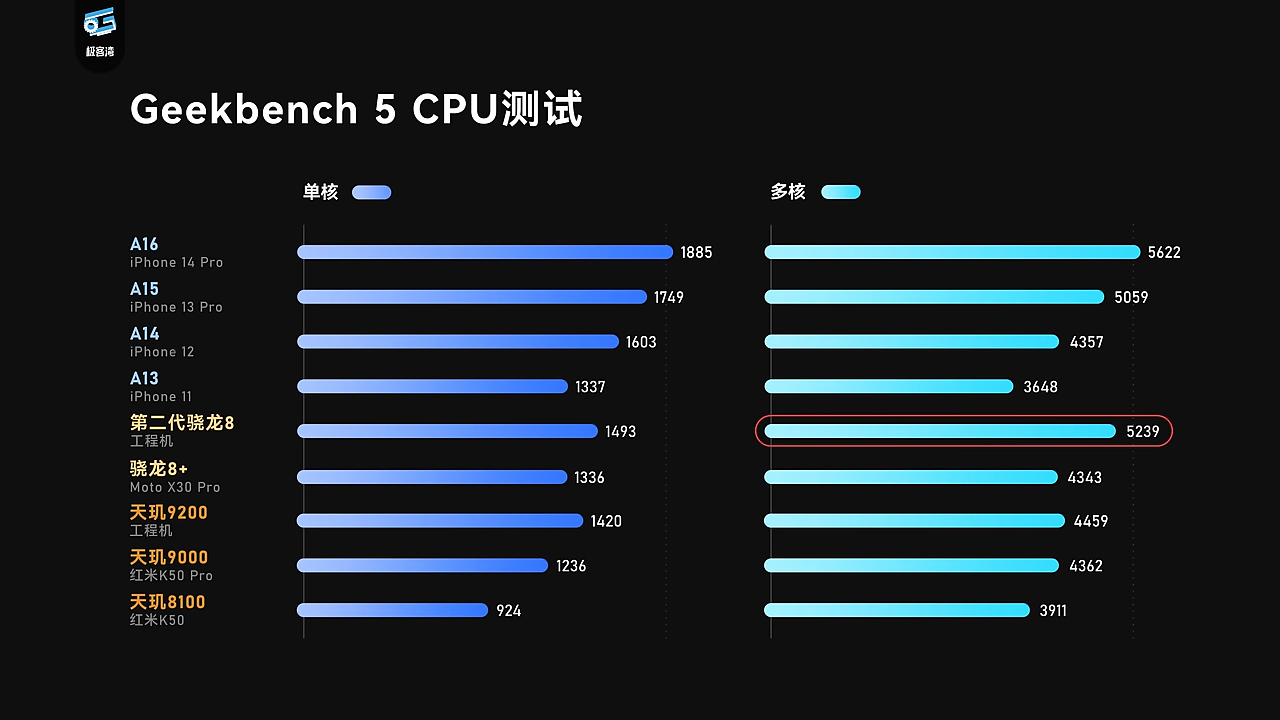 极客湾
Geekbench 5 CPU测试
单核
多核
A16
iPhone 14 Pro
1885
5622
A15
iPhone 13 Pro
1749
5059
A14
iPhone 12
1603
4357
A13
iPhone 11
1337
3648
第二代骁龙8
工程机
1493
5239
骁龙8+
Moto X30 Pro
1336
4343
天玑9200
工程机
1420
4459
天玑9000
红米K50 Pro
1236
4362
天玑8100
红米K50
924
3911